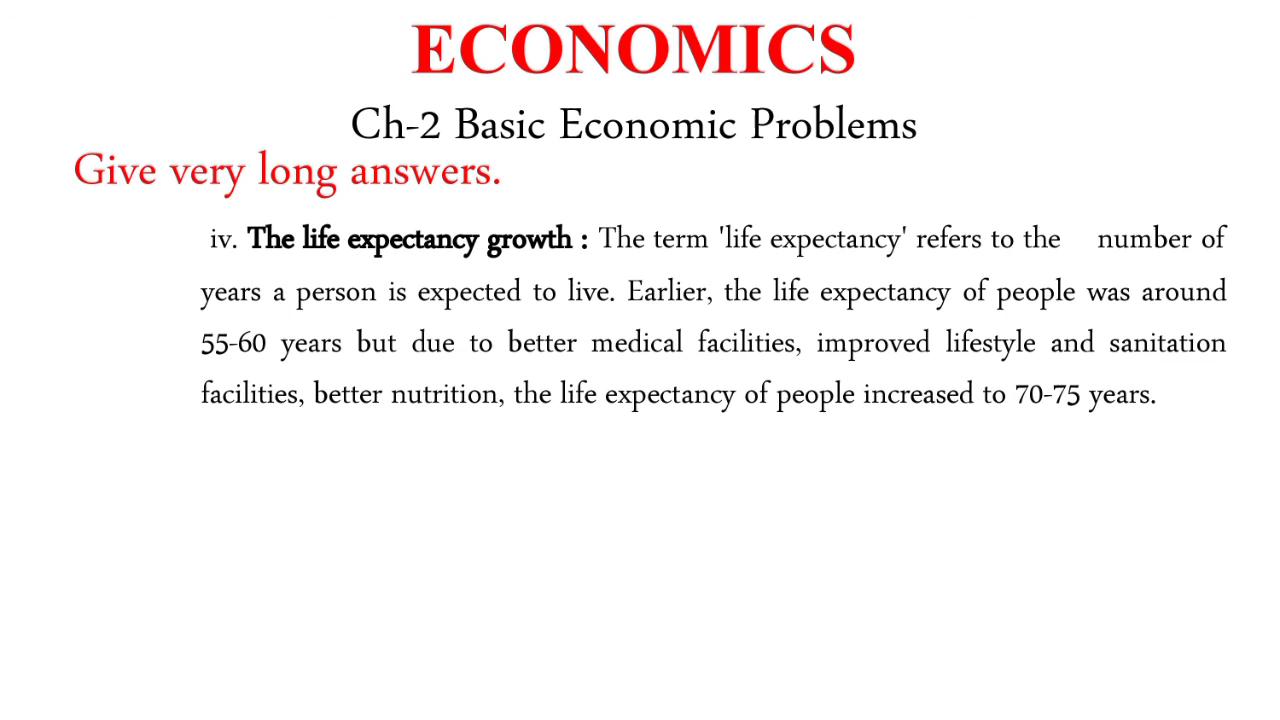 ECONOMICS
Ch-2 Basic Economic Problems
Give very long answers.
iv. The life expectancy growth : The term 'life expectancy' refers to the number of
years a person is expected to live. Earlier, the life expectancy of people was around
55-60 years but due to better medical facilities, improved lifestyle and sanitation
facilities, better nutrition, the life expectancy of people increased to 70-75 years.